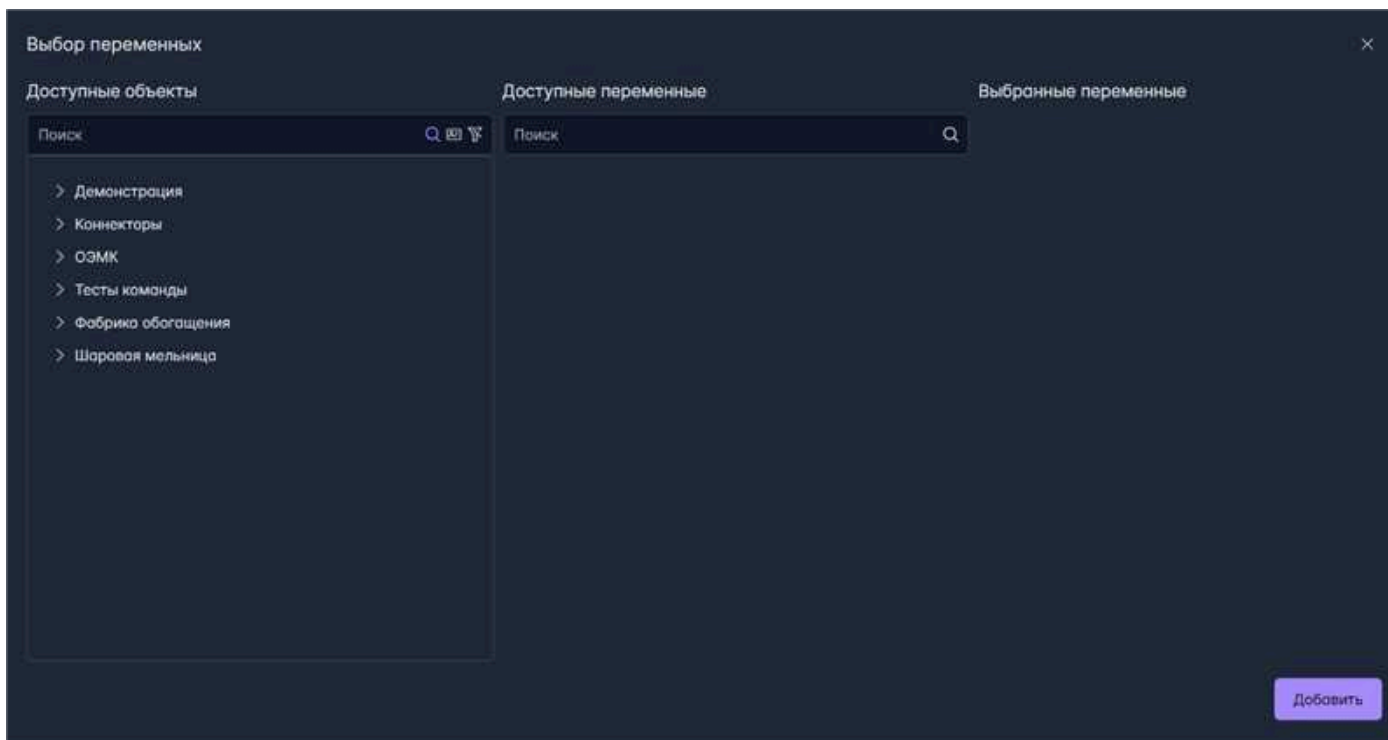 Выбор переменных
Доступные объекты
Доступные переменные
Выбранные переменные
Поиск
Поиск
Демонстрация
Коннекторы
ОЭМК
Тесты команды
Фабрика обогащения
Шаровая мельница
Добавить